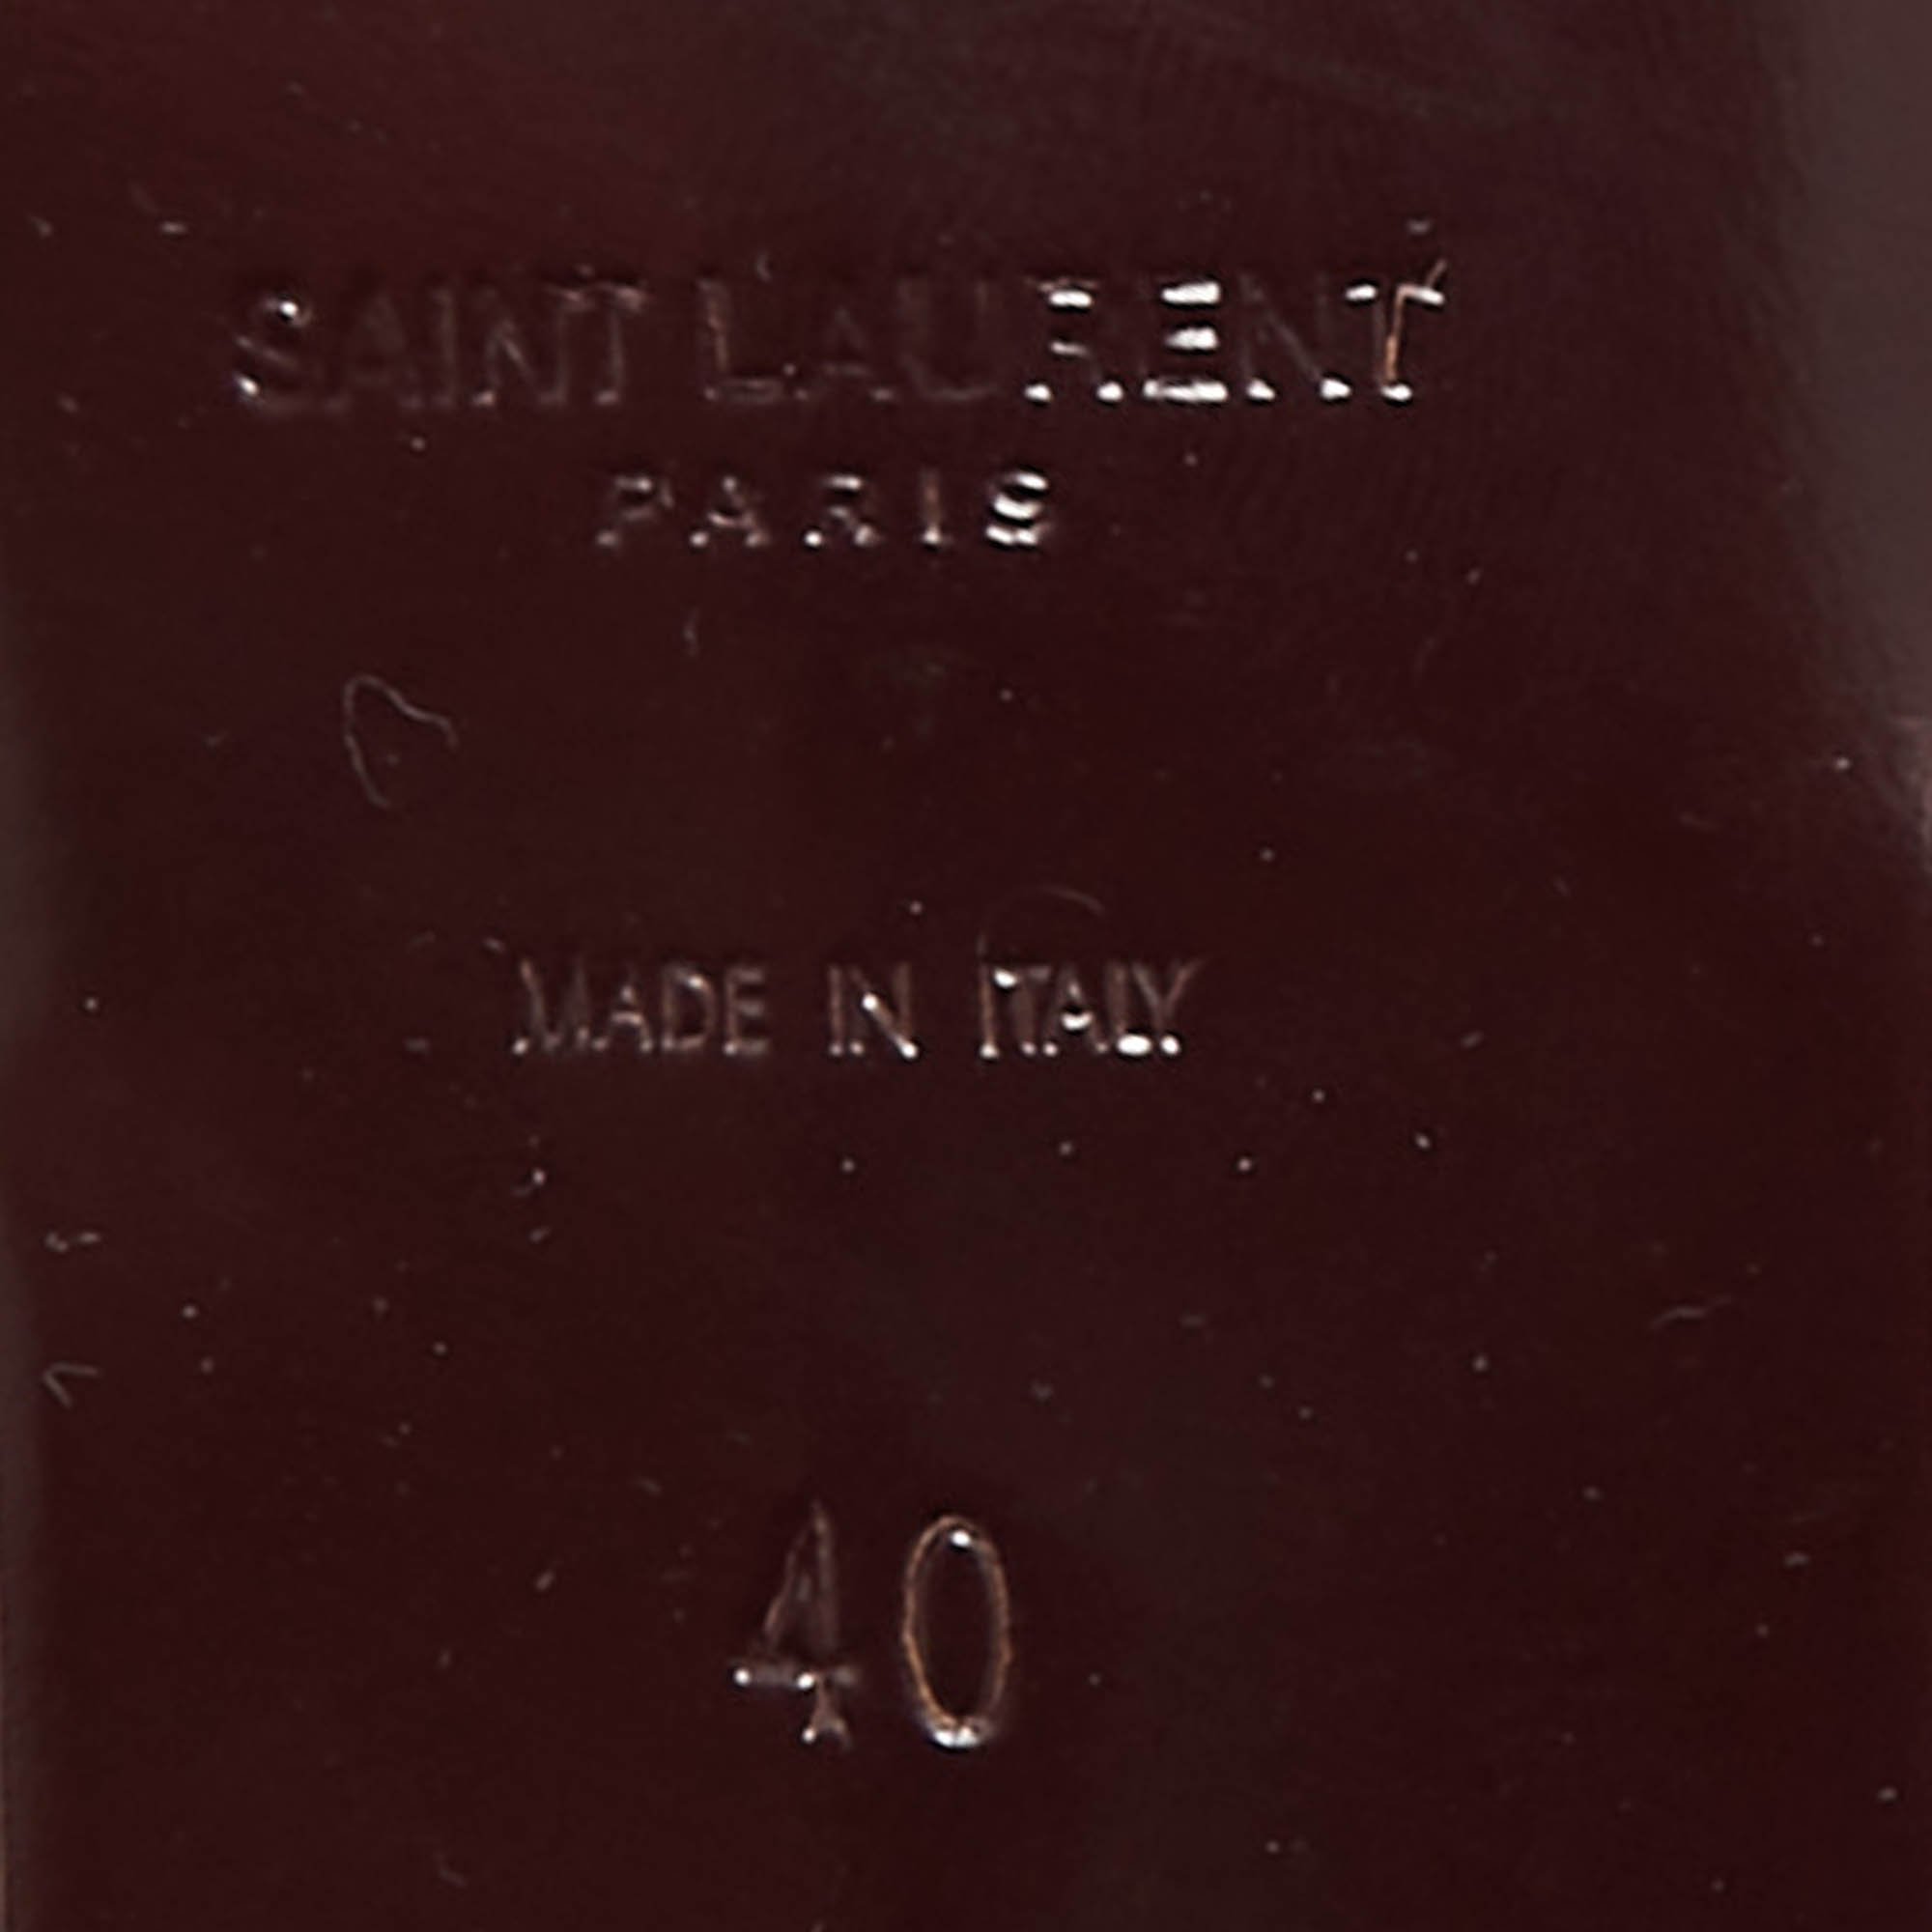 SAINT LAURENT
PARIS
MADE IN ITALY
40